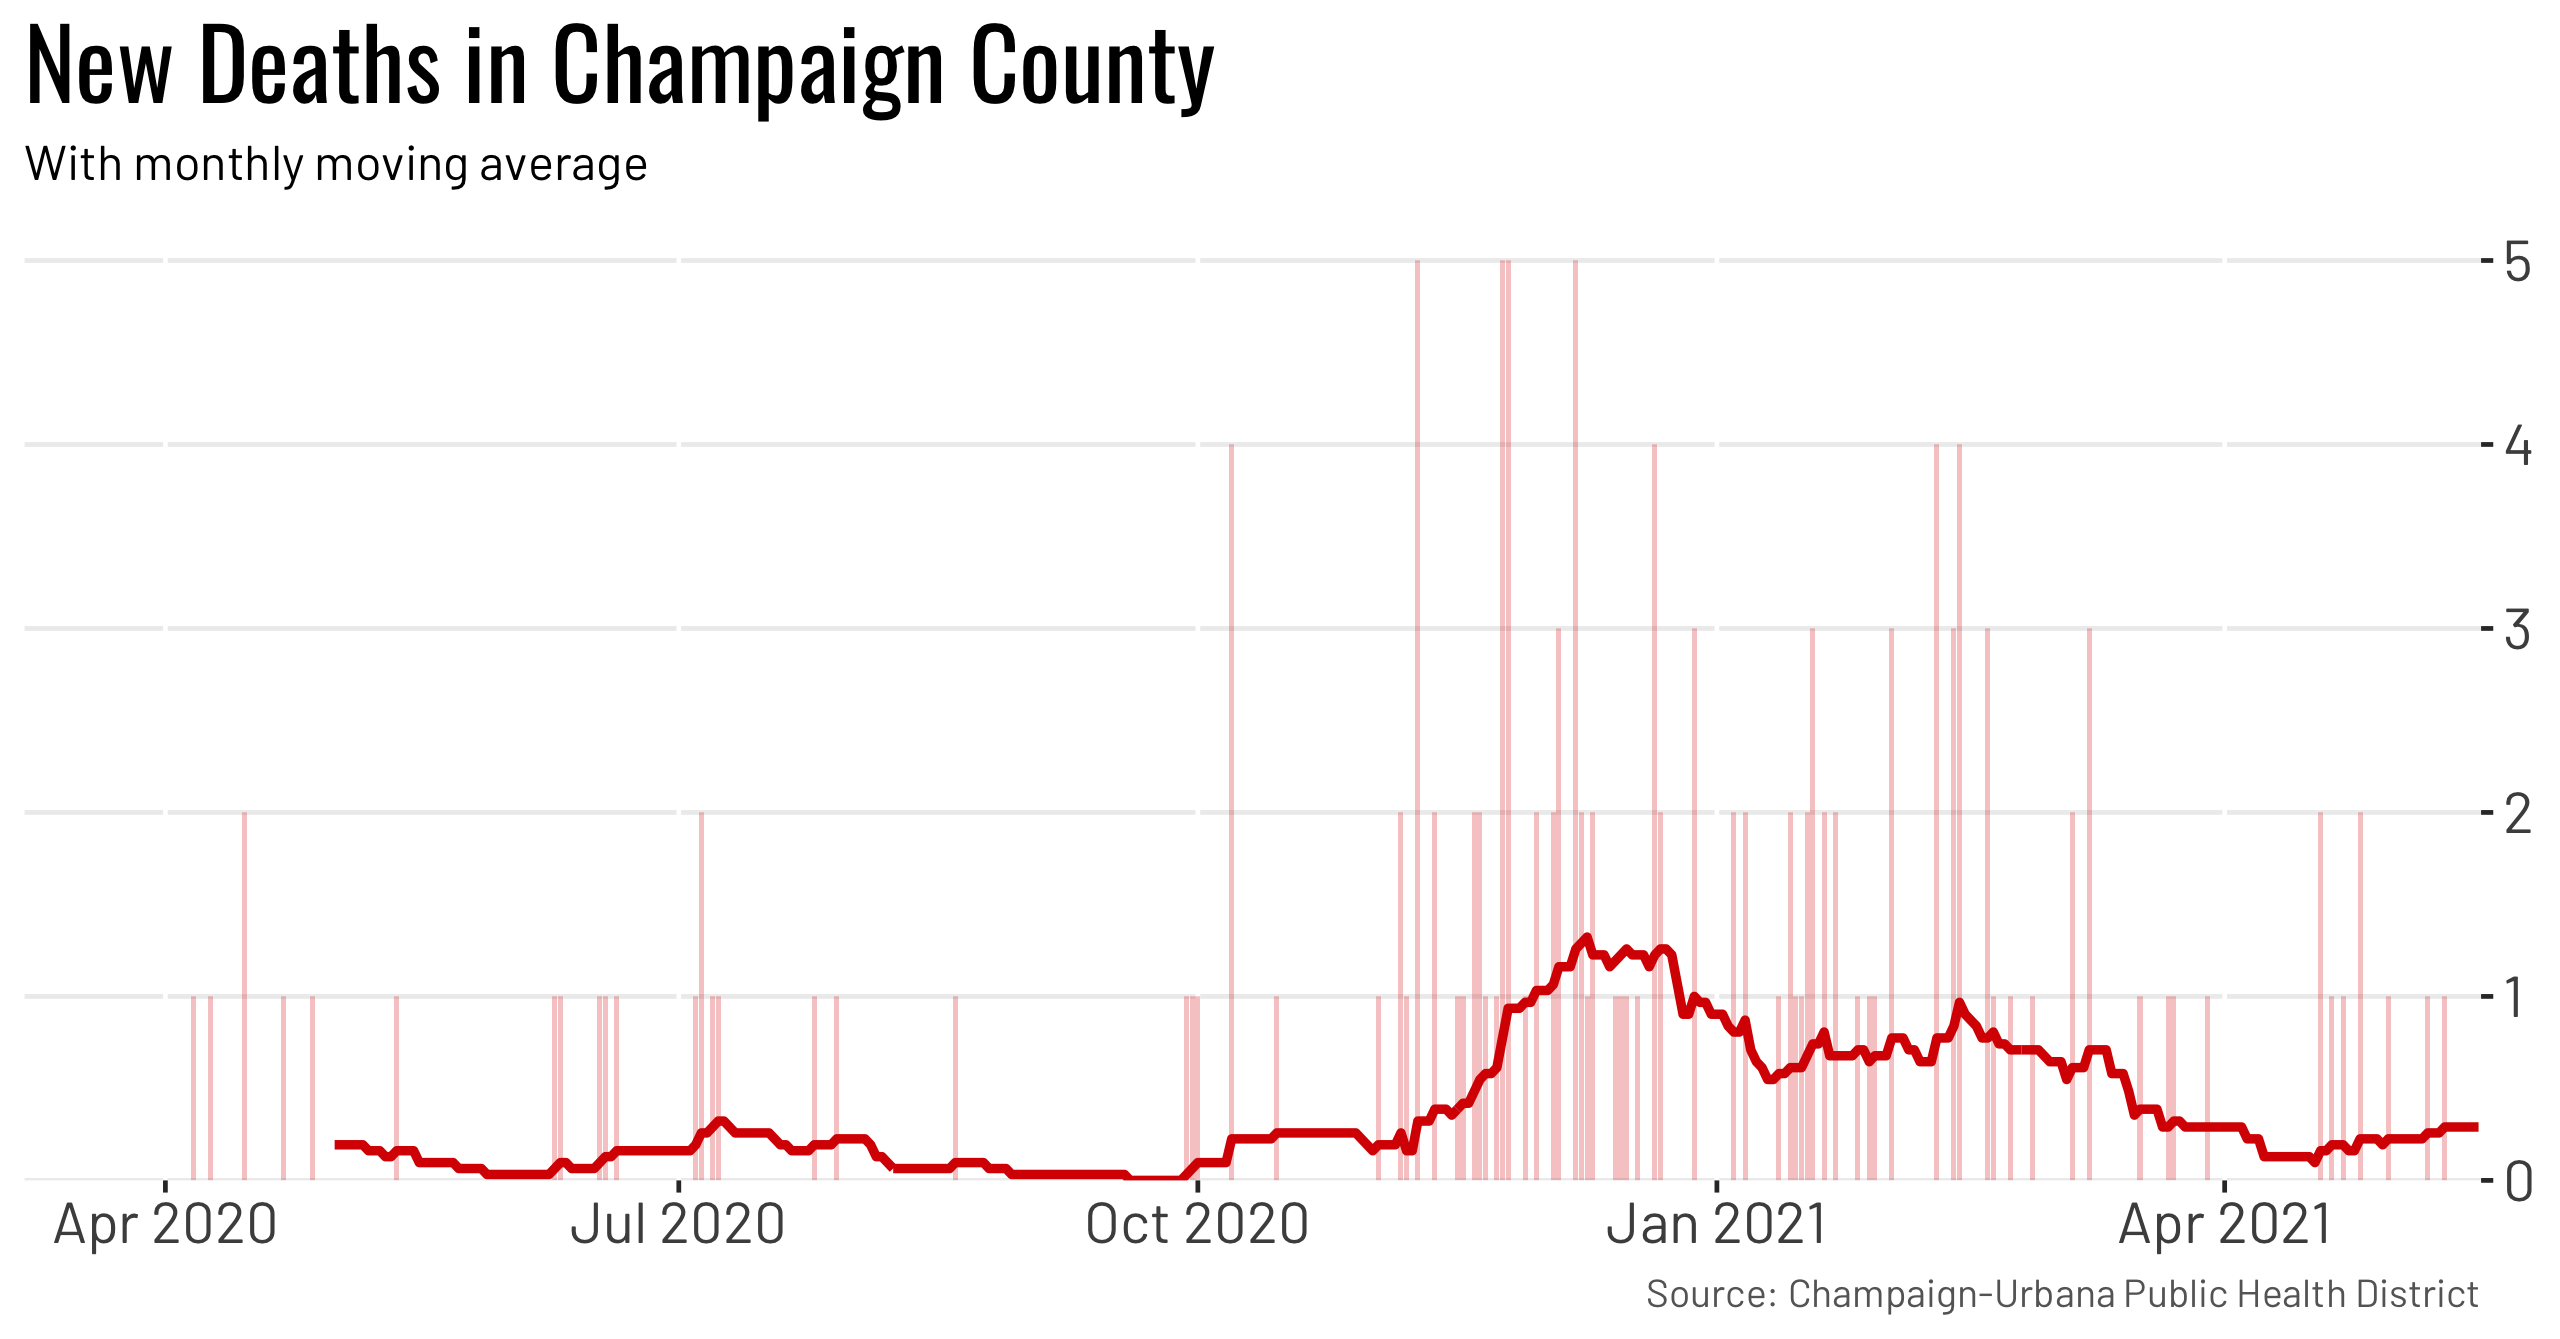 New Deaths in Champaign County
With monthly moving average
5
4
3
2
1
0
Apr 2020 Jul 2020 Oct 2020 Jan 2021 Apr 2021
Source: Champaign-Urbana Public Health District